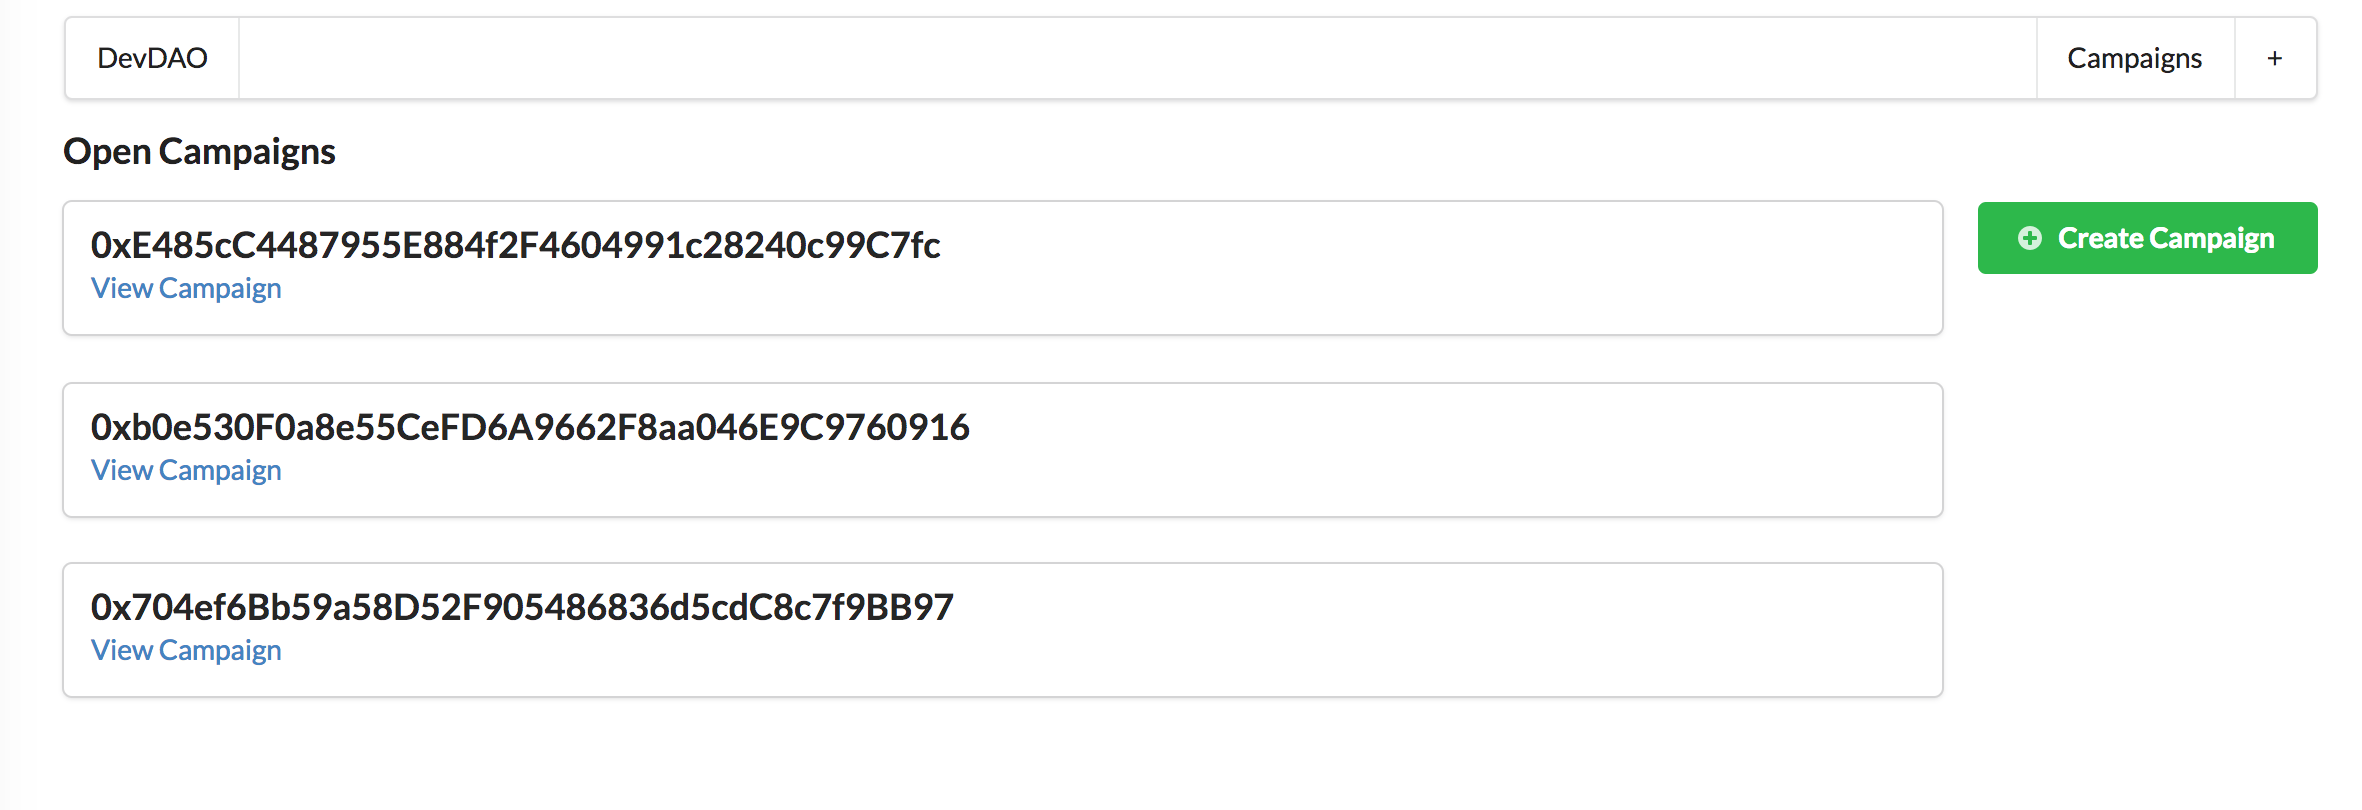 DevDAO
Campaigns
+
Open Campaigns
0xE485cC4487955E884f2F4604991c28240c99C7fc
View Campaign
Create Campaign
0xb0e530F0a8e55CeFD6A9662F8aa046E9C9760916
View Campaign
0x704ef6Bb59a58D52F905486836d5cdC8c7f9BB97
View Campaign